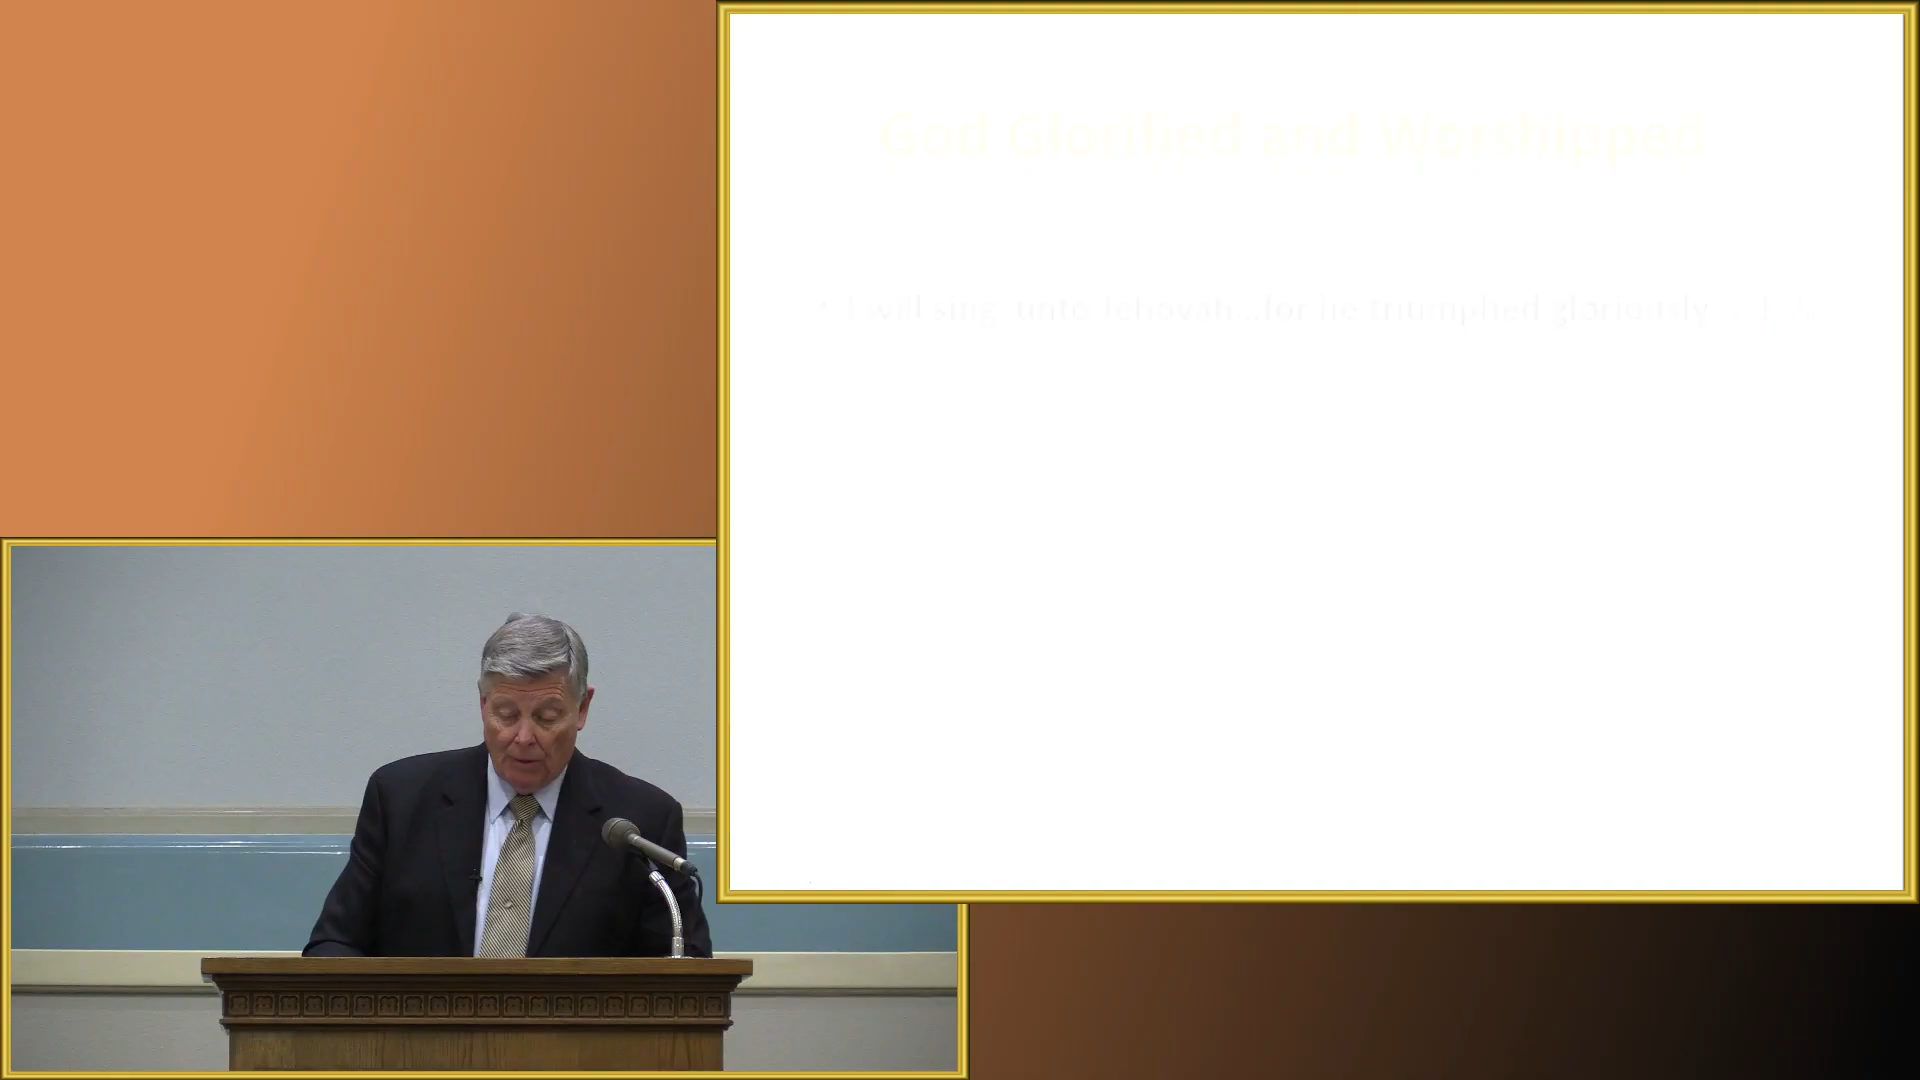 God Glorified and Worshipped
• I will sing unto Jehovah...for he triumphed gloriously